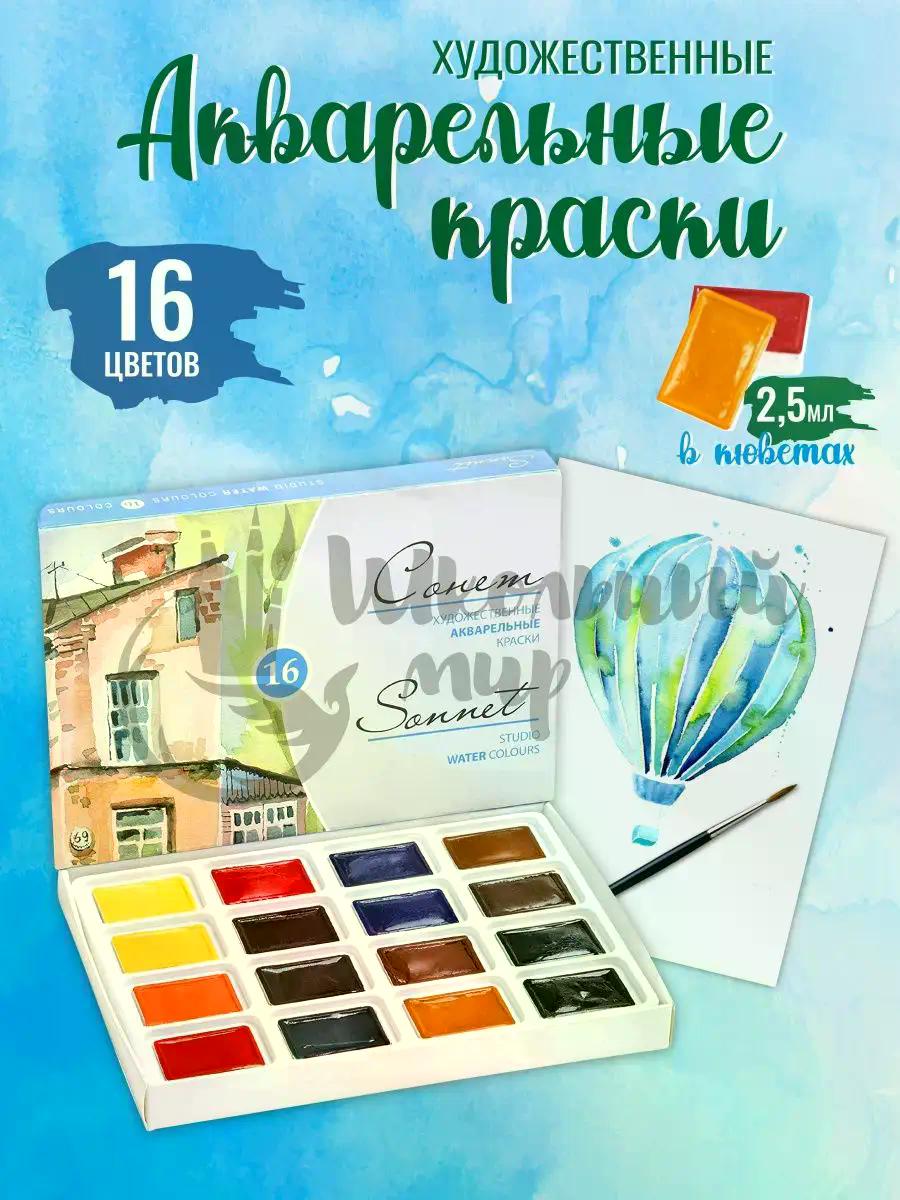 ХУДОЖЕСТВЕННЫЕ
Акварельные
краски
16
ЦВЕТОВ
2,5мл
в кюветах
Сонет
STUDIO WATER COLOURS 16 COLOURS
Сонет
ХУДОЖЕСТВЕННЫЕ
АКВАРЕЛЬНЫЕ
КРАСКИ
16
Sonnet
STUDIO
WATER COLOURS
69
Школьный
мир